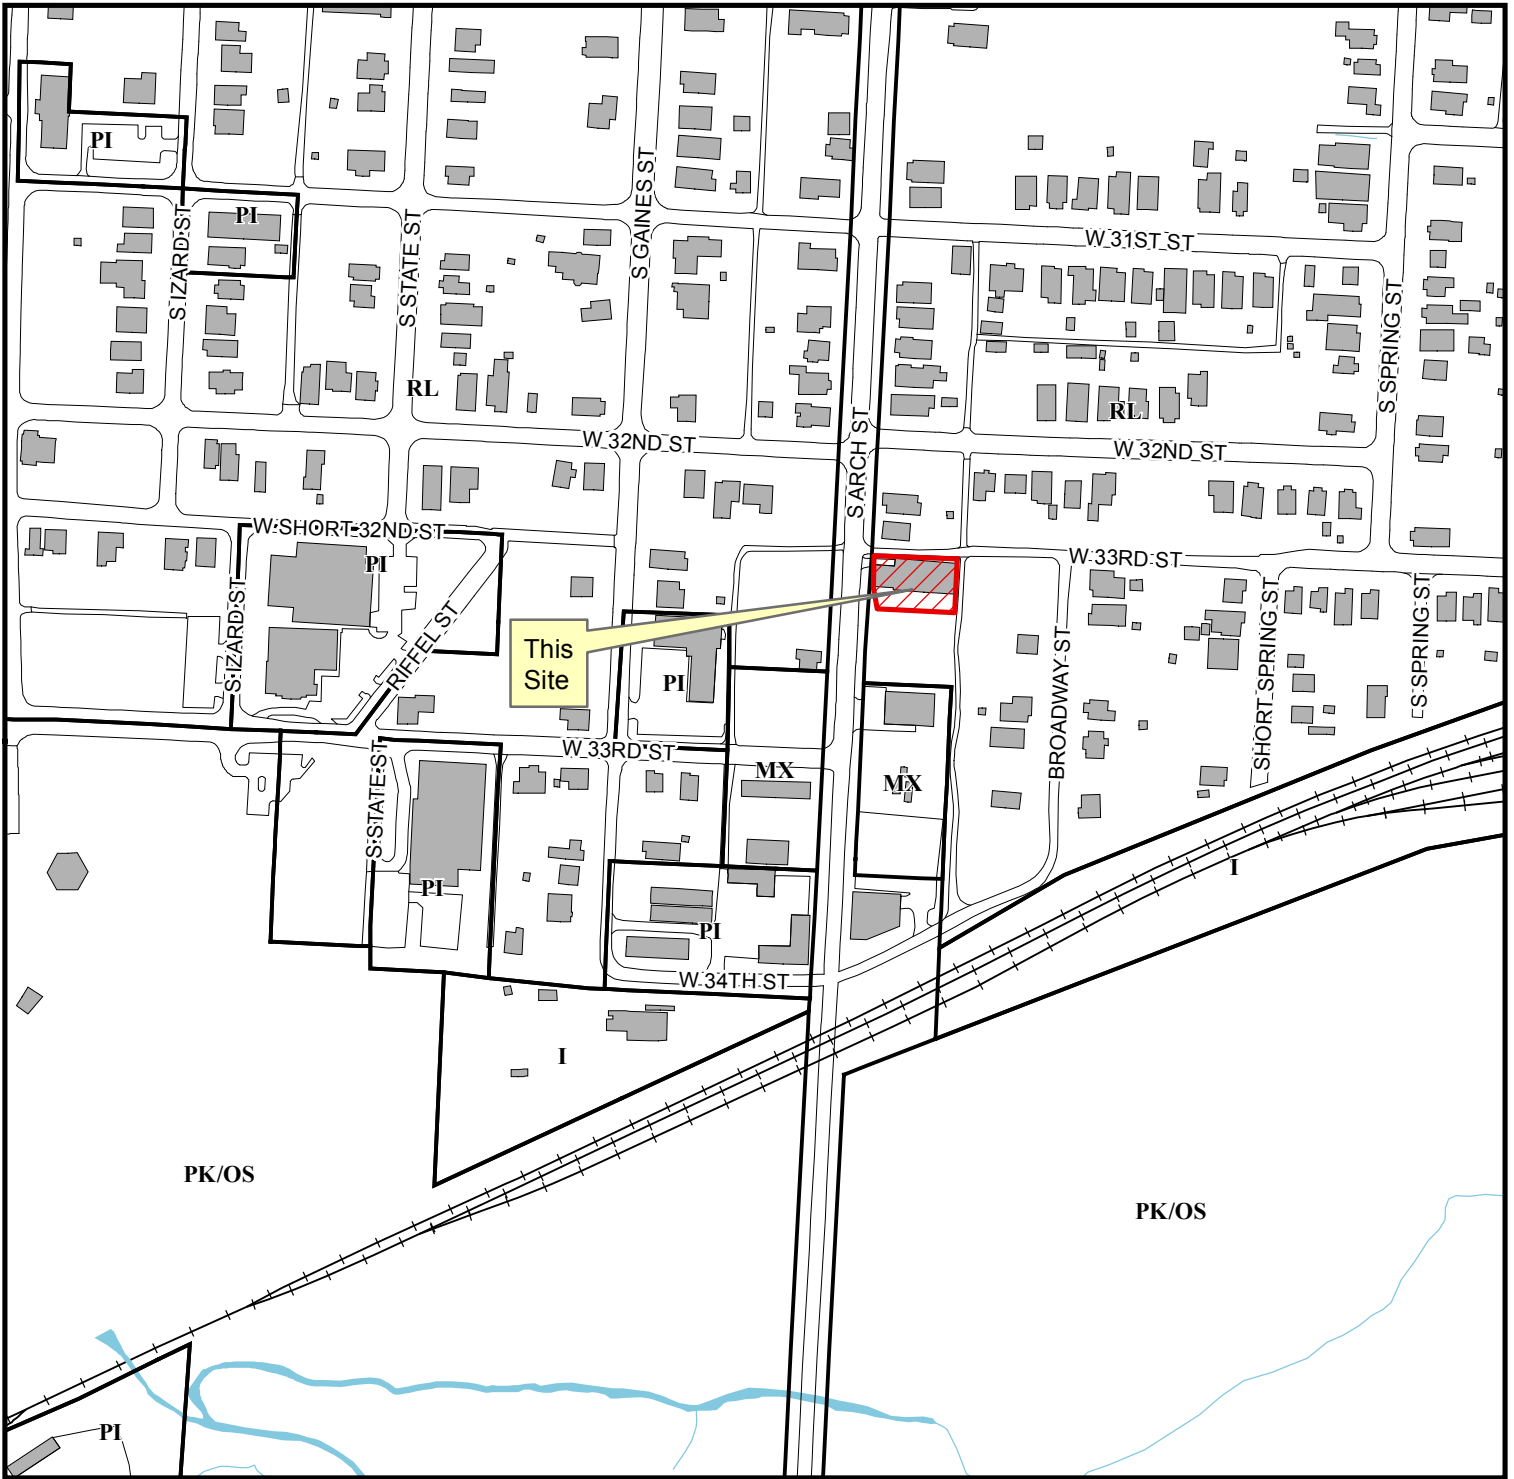 PI
PI
S IZARD ST
S STATE ST
S GAINES ST
W 31ST ST
S SPRING ST
RL
RL
W 32ND ST
W 32ND ST
S ARCH ST
W SHORT 32ND ST
PI
W 33RD ST
S IZARD ST
RIFFEL ST
This
Site
PI
BROADWAY ST
SHORT SPRING ST
S SPRING ST
W 33RD ST
MX
MX
S STATE ST
PI
I
PI
W 34TH ST
I
PK/OS
PK/OS
PI